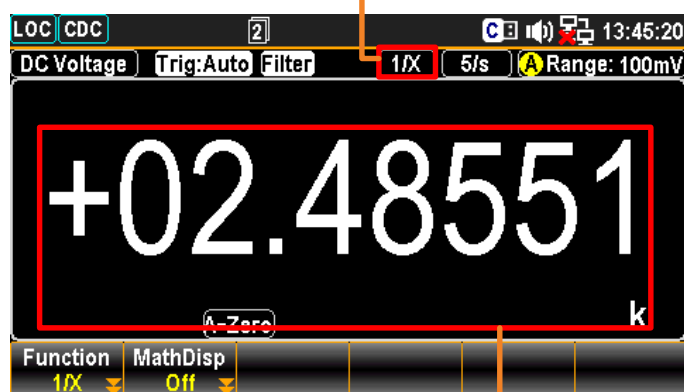 LOC CDC 2 C 13:45:20
DC Voltage Trig:Auto Filter 1/X 5/s A Range: 100mV
+02.48551
k
A-Zero
Function MathDisp
1/X Off